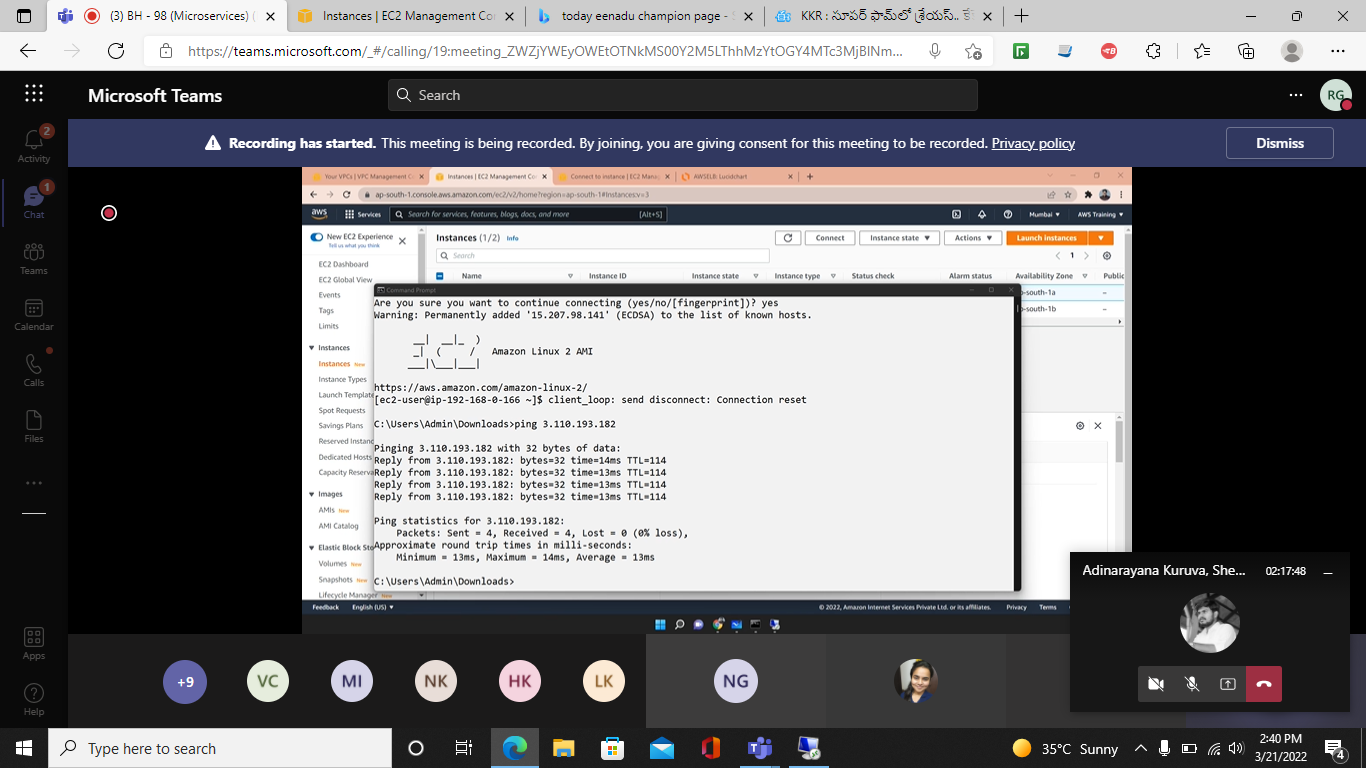 (3) BH - 98 (Microservices) (
Instances | EC2 Management Co
today eenadu champion page - S
KKR : సూపర్ ఫామ్‌లో శ్రేయస్..
https://teams.microsoft.com/_#/calling/19:meeting_ZWZjYWEyOWEtOTNkMS00Y2M5LThhMzYtOGY4MTc3MjBlNm...
Microsoft Teams
Search
RG
Recording has started. This meeting is being recorded. By joining, you are giving consent for this meeting to be recorded. Privacy policy
Dismiss
2
Activity
1
Chat
Teams
Calendar
Calls
Files
...
Apps
Help
Your VPCs | VPC Management C
Instances | EC2 Management Con
Connect to instance | EC2 Manag
AWSELB: Lucidchart
ap-south-1.console.aws.amazon.com/ec2/v2/home?region=ap-south-1#Instances:v=3
aws
Services
Search for services, features, blogs, docs, and more
[Alt+S]
Mumbai
AWS Training
New EC2 Experience
Tell us what you think
EC2 Dashboard
EC2 Global View
Events
Tags
Limits
Instances
Instances New
Instance Types
Launch Template
Spot Requests
Savings Plans
Reserved Instanc
Dedicated Hosts
Capacity Reserva
Images
AMIs New
AMI Catalog
Elastic Block Sto
Volumes New
Snapshots New
Lifecycle Manager New
Instances (1/2) Info
Connect
Instance state
Actions
Launch instances
Search
1
Name
Instance ID
Instance state
Instance type
Status check
Alarm status
Availability Zone
Public
p-south-1a –
p-south-1b –
Command Prompt
Are you sure you want to continue connecting (yes/no/[fingerprint])? yes
Warning: Permanently added '15.207.98.141' (ECDSA) to the list of known hosts.
__|  __|_  )
_|  (     /   Amazon Linux 2 AMI
___|\___|___|
https://aws.amazon.com/amazon-linux-2/
[ec2-user@ip-192-168-0-166 ~]$ client_loop: send disconnect: Connection reset
C:\Users\Admin\Downloads>ping 3.110.193.182
Pinging 3.110.193.182 with 32 bytes of data:
Reply from 3.110.193.182: bytes=32 time=14ms TTL=114
Reply from 3.110.193.182: bytes=32 time=13ms TTL=114
Reply from 3.110.193.182: bytes=32 time=13ms TTL=114
Reply from 3.110.193.182: bytes=32 time=13ms TTL=114
Ping statistics for 3.110.193.182:
Packets: Sent = 4, Received = 4, Lost = 0 (0% loss),
Approximate round trip times in milli-seconds:
Minimum = 13ms, Maximum = 14ms, Average = 13ms
C:\Users\Admin\Downloads>
Feedback English (US)
© 2022, Amazon Internet Services Private Ltd. or its affiliates. Privacy Terms
Adinarayana Kuruva, She... 02:17:48
+9
VC
MI
NK
HK
LK
NG
Type here to search
35°C Sunny
2:40 PM
3/21/2022
4